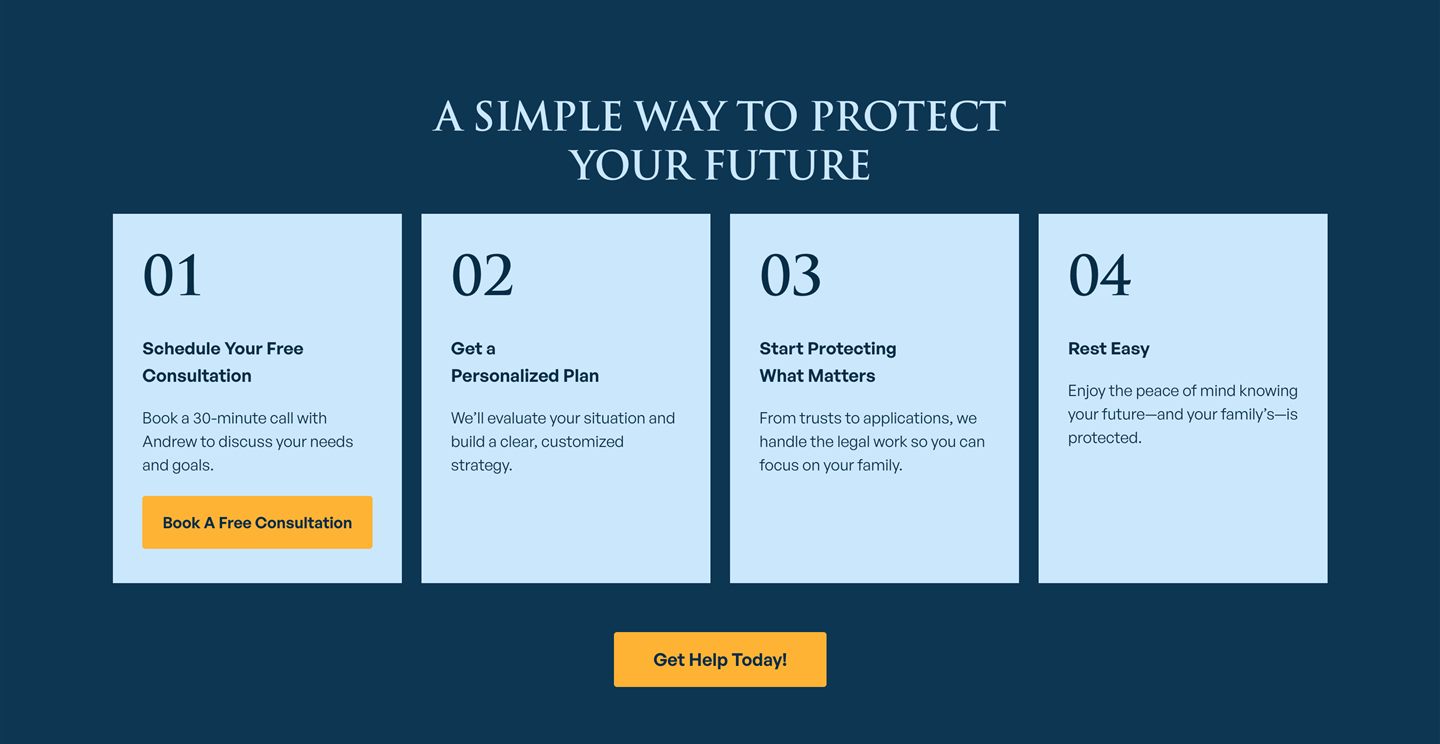 A SIMPLE WAY TO PROTECT
YOUR FUTURE
01
Schedule Your Free
Consultation
Book a 30-minute call with
Andrew to discuss your needs
and goals.
Book A Free Consultation
02
Get a
Personalized Plan
We’ll evaluate your situation and
build a clear, customized
strategy.
03
Start Protecting
What Matters
From trusts to applications, we
handle the legal work so you can
focus on your family.
04
Rest Easy
Enjoy the peace of mind knowing
your future—and your family’s—is
protected.
Get Help Today!